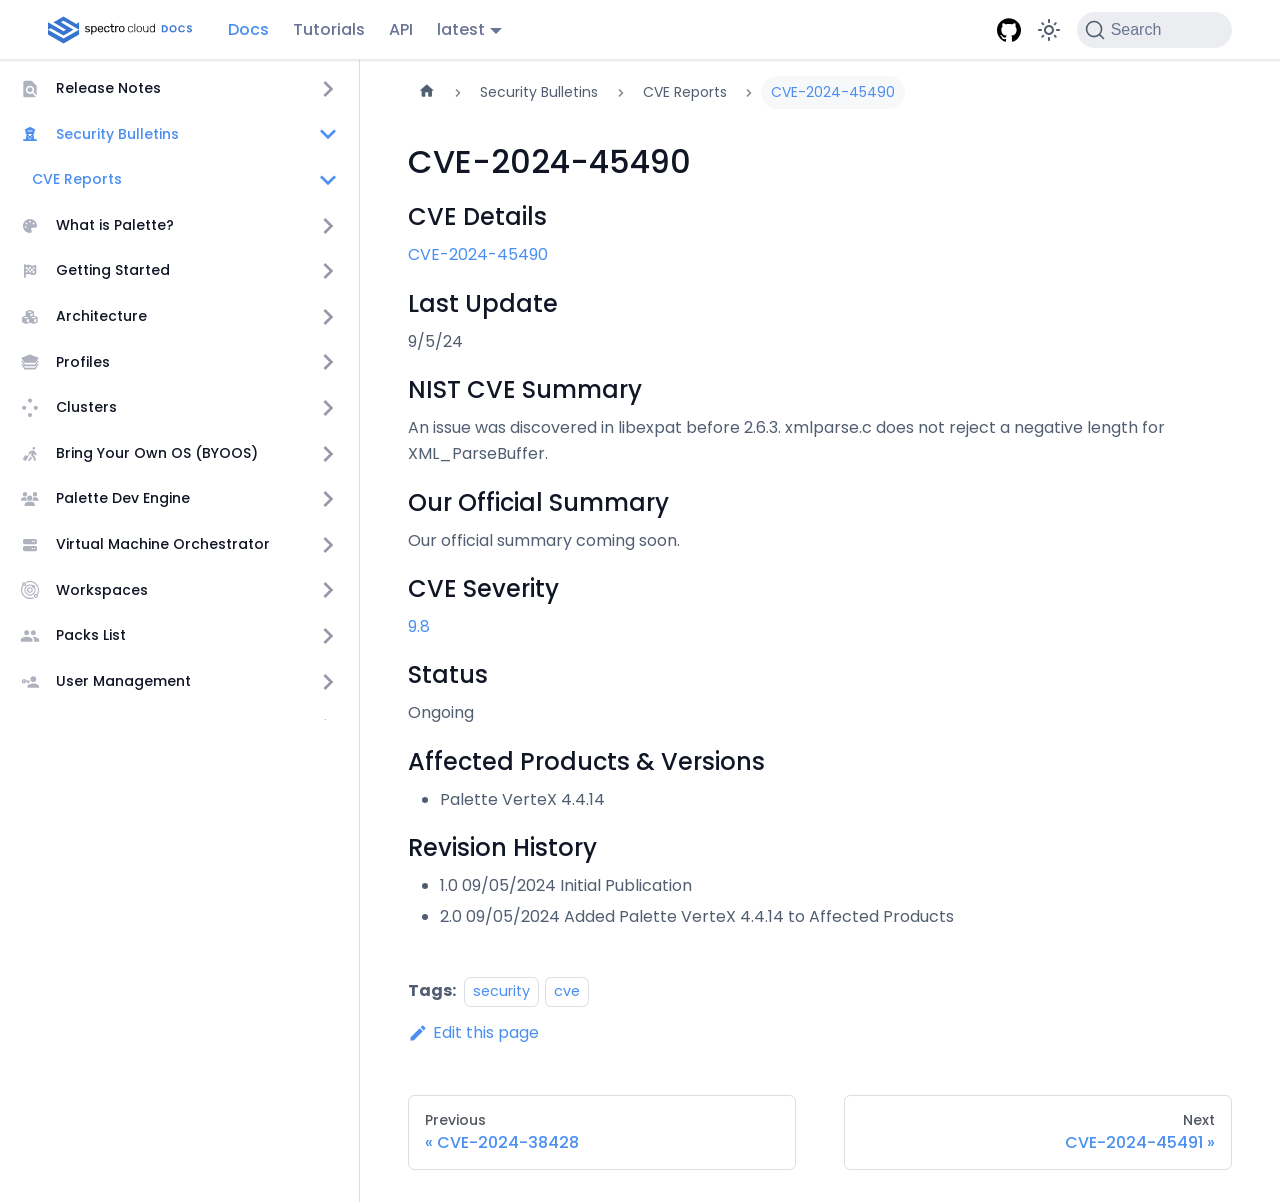 spectro cloud DOCS
Docs
Tutorials
API
latest
Search
Release Notes
Security Bulletins
CVE Reports
What is Palette?
Getting Started
Architecture
Profiles
Clusters
Bring Your Own OS (BYOOS)
Palette Dev Engine
Virtual Machine Orchestrator
Workspaces
Packs List
User Management
Security Bulletins
CVE Reports
CVE-2024-45490
CVE-2024-45490
CVE Details
CVE-2024-45490
Last Update
9/5/24
NIST CVE Summary
An issue was discovered in libexpat before 2.6.3. xmlparse.c does not reject a negative length for
XML_ParseBuffer.
Our Official Summary
Our official summary coming soon.
CVE Severity
9.8
Status
Ongoing
Affected Products & Versions
• Palette VerteX 4.4.14
Revision History
• 1.0 09/05/2024 Initial Publication
• 2.0 09/05/2024 Added Palette VerteX 4.4.14 to Affected Products
Tags: security cve
Edit this page
Previous
« CVE-2024-38428
Next
CVE-2024-45491 »